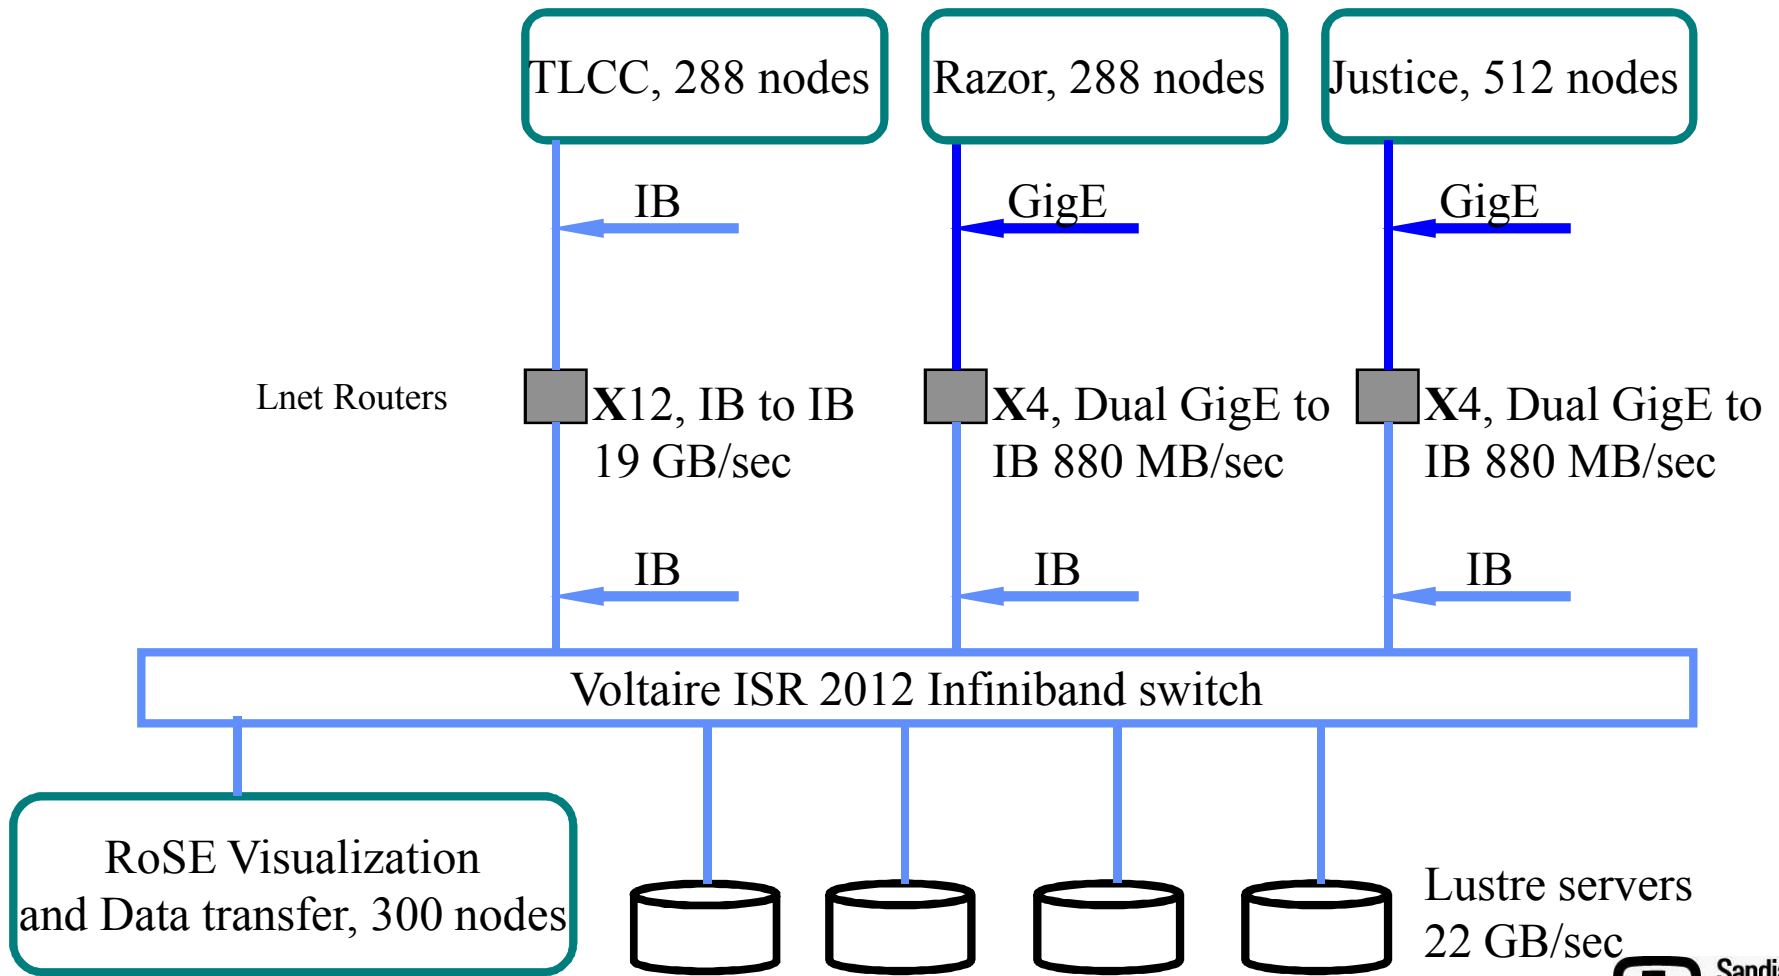 TLCC, 288 nodes
Razor, 288 nodes
Justice, 512 nodes
IB
GigE
GigE
Lnet Routers
X12, IB to IB
19 GB/sec
X4, Dual GigE to
IB 880 MB/sec
X4, Dual GigE to
IB 880 MB/sec
IB
IB
IB
Voltaire ISR 2012 Infiniband switch
RoSE Visualization
and Data transfer, 300 nodes
Lustre servers
22 GB/sec